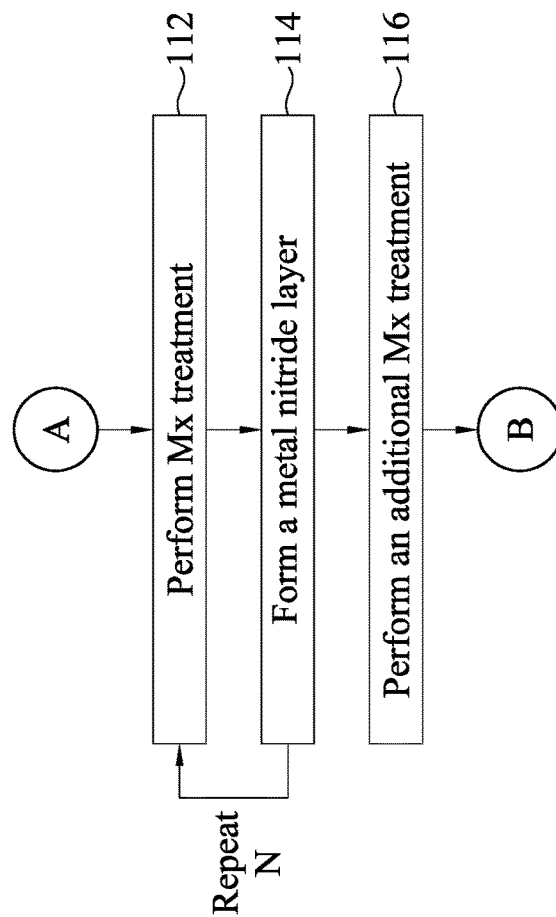 A
Perform Mx treatment
112
Repeat
N
Form a metal nitride layer
114
Perform an additional Mx treatment
116
B